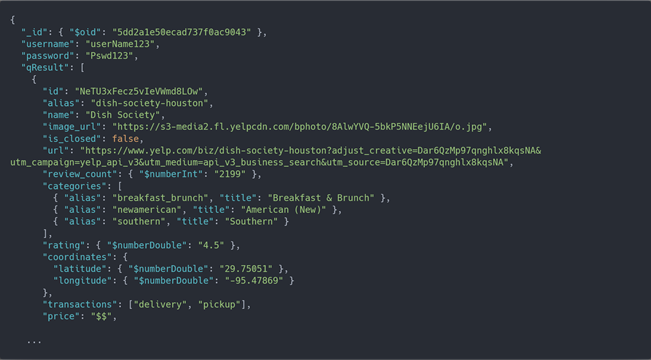 {
  "_id": { "$oid": "5dd2a1e50ecad737f0ac9043" },
  "username": "userName123",
  "password": "Pswd123",
  "qResult": [
    {
      "id": "NeTU3xFecz5vIeVWmd8LOw",
      "alias": "dish-society-houston",
      "name": "Dish Society",
      "image_url": "https://s3-media2.fl.yelpcdn.com/bphoto/8AlwYVQ-5bkP5NNEejU6IA/o.jpg",
      "is_closed": false,
      "url": "https://www.yelp.com/biz/dish-society-houston?adjust_creative=Dar6QzMp97qnghlx8kqsNA&
utm_campaign=yelp_api_v3&utm_medium=api_v3_business_search&utm_source=Dar6QzMp97qnghlx8kqsNA",
      "review_count": { "$numberInt": "2199" },
      "categories": [
        { "alias": "breakfast_brunch", "title": "Breakfast & Brunch" },
        { "alias": "newamerican", "title": "American (New)" },
        { "alias": "southern", "title": "Southern" }
      ],
      "rating": { "$numberDouble": "4.5" },
      "coordinates": {
        "latitude": { "$numberDouble": "29.75051" },
        "longitude": { "$numberDouble": "-95.47869" }
      },
      "transactions": ["delivery", "pickup"],
      "price": "$$",
   ...